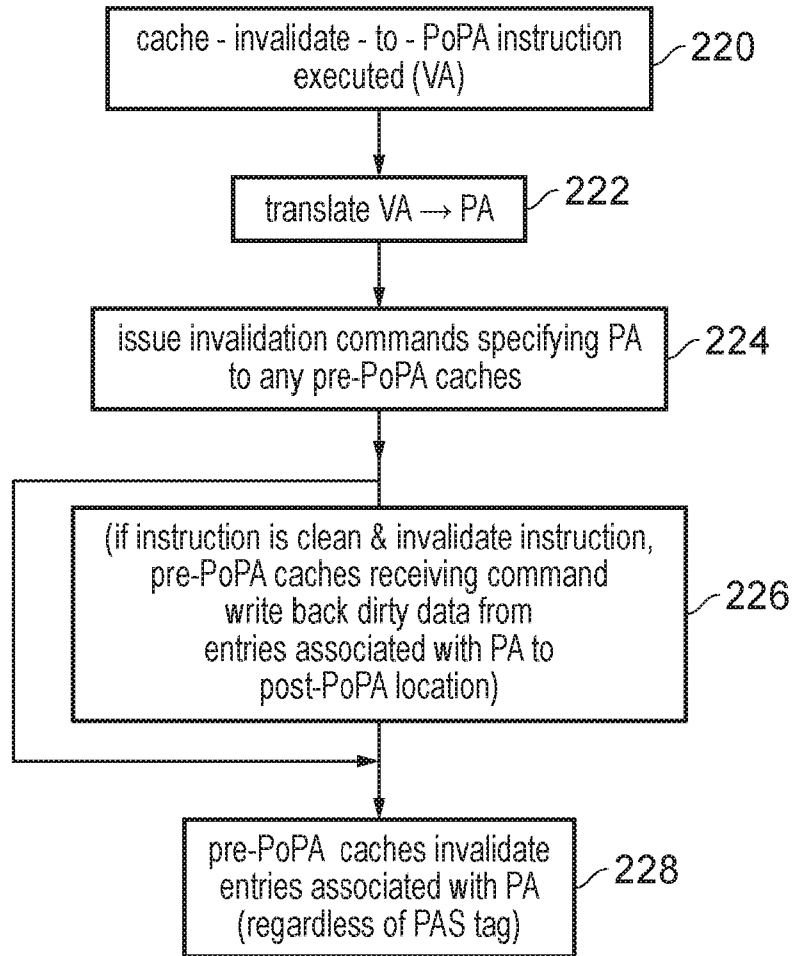 cache - invalidate - to - PoPA instruction
executed (VA)
220
translate VA → PA
222
issue invalidation commands specifying PA
to any pre-PoPA caches
224
(if instruction is clean & invalidate instruction,
pre-PoPA caches receiving command
write back dirty data from
entries associated with PA to
post-PoPA location)
226
pre-PoPA caches invalidate
entries associated with PA
(regardless of PAS tag)
228